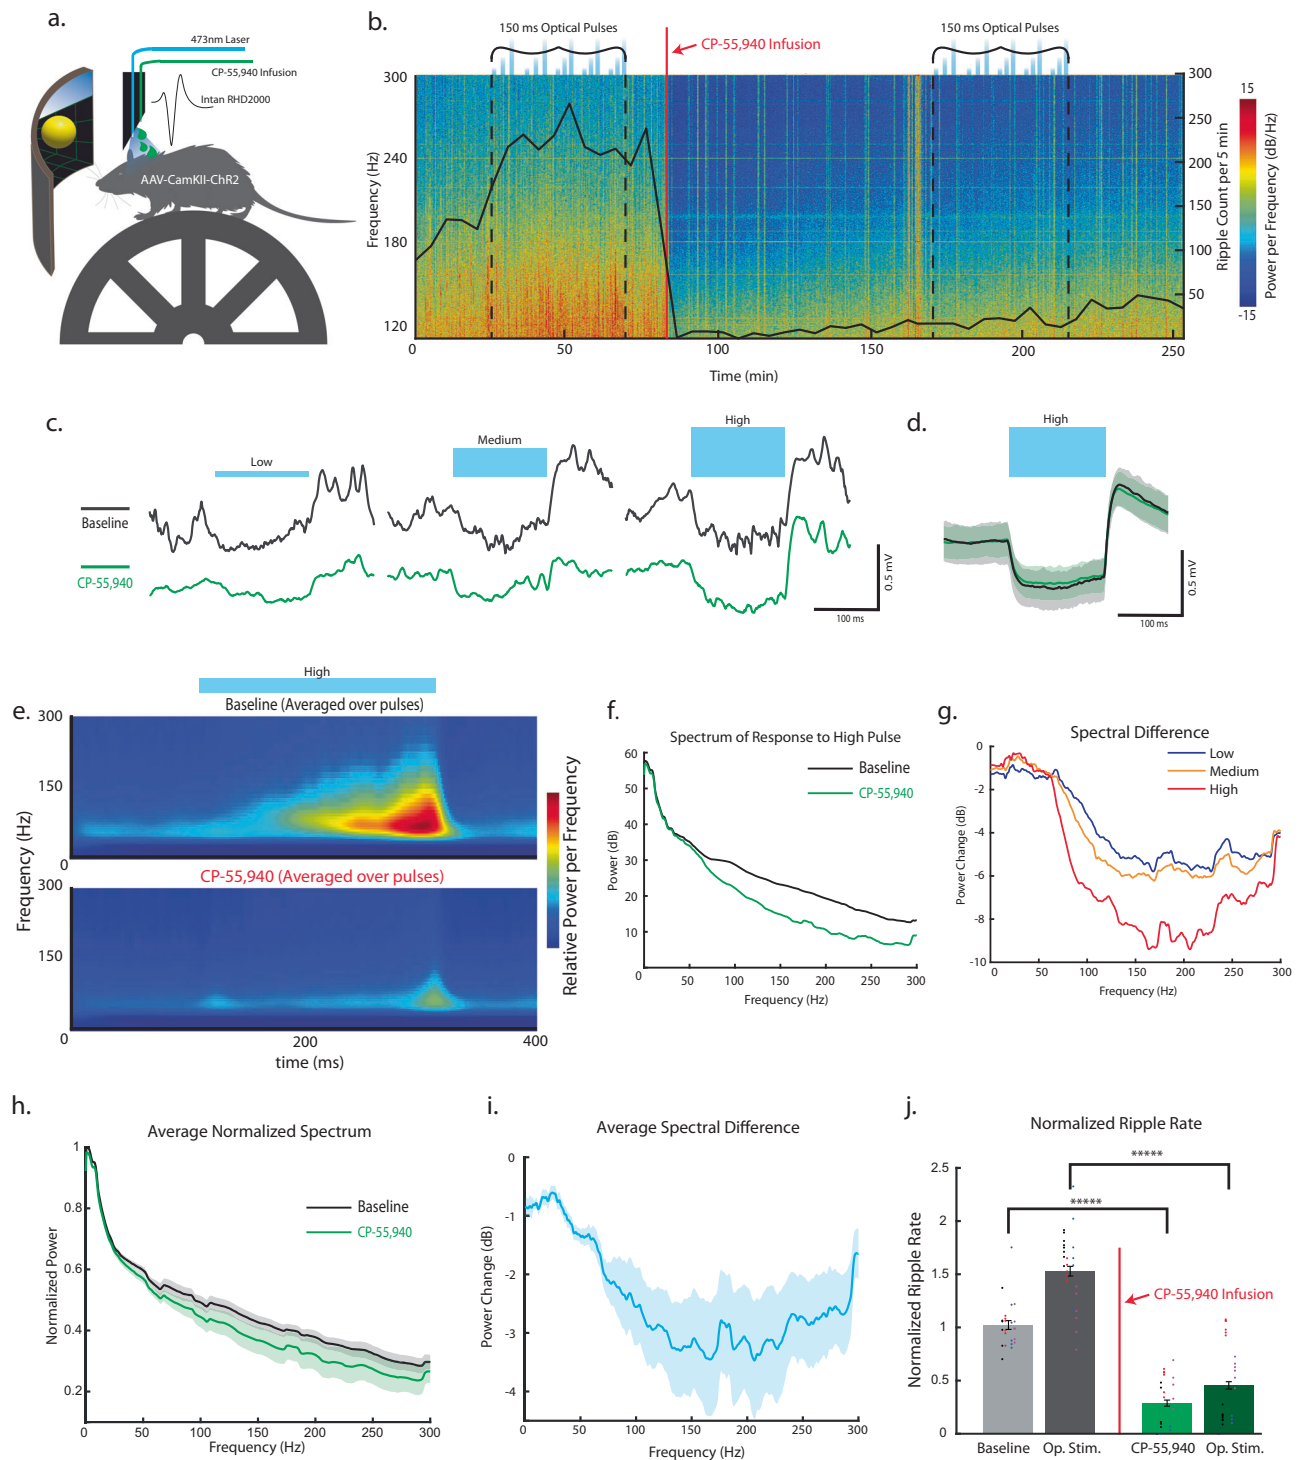 a.
473nm Laser
CP-55,940 Infusion
Intan RHD2000
AAV-CamKII-ChR2
b.
150 ms Optical Pulses
CP-55,940 Infusion
150 ms Optical Pulses
300
240
180
120
Frequency (Hz)
0
50
100
150
200
250
Time (min)
300
250
200
150
100
50
Ripple Count per 5 min
15
-15
Power per Frequency (dB/Hz)
c.
Low
Medium
High
Baseline
CP-55,940
0.5 mV
100 ms
d.
High
0.5 mV
100 ms
e.
High
Baseline (Averaged over pulses)
300
150
0
CP-55,940 (Averaged over pulses)
300
150
0
Frequency (Hz)
200
400
time (ms)
Relative Power per Frequency
f.
Spectrum of Response to High Pulse
Baseline
CP-55,940
60
50
40
30
20
10
0
Power (dB)
50
100
150
200
250
300
Frequency (Hz)
g.
Spectral Difference
Low
Medium
High
0
-2
-4
-6
-8
-10
Power Change (dB)
0
50
100
150
200
250
300
Frequency (Hz)
h.
Average Normalized Spectrum
Baseline
CP-55,940
1
0.8
0.6
0.4
0.2
Normalized Power
0
50
100
150
200
250
300
Frequency (Hz)
i.
Average Spectral Difference
0
-1
-2
-3
-4
Power Change (dB)
0
50
100
150
200
250
300
Frequency (Hz)
j.
Normalized Ripple Rate
*****
*****
CP-55,940 Infusion
2.5
2
1.5
1
0.5
0
Normalized Ripple Rate
Baseline
Op. Stim.
CP-55,940
Op. Stim.